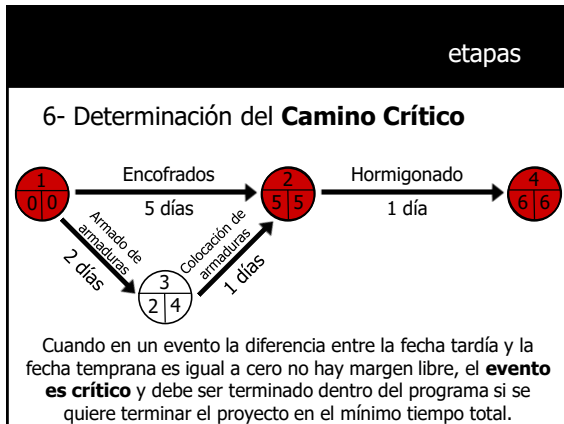 etapas
6- Determinación del Camino Crítico
Encofrados
Hormigonado
1
0 0
5 días
2
5 5
1 día
4
6 6
Armado de
armaduras
2 días
Colocación de
armaduras
1 días
3
2 4
Cuando en un evento la diferencia entre la fecha tardía y la
fecha temprana es igual a cero no hay margen libre, el evento
es crítico y debe ser terminado dentro del programa si se
quiere terminar el proyecto en el mínimo tiempo total.